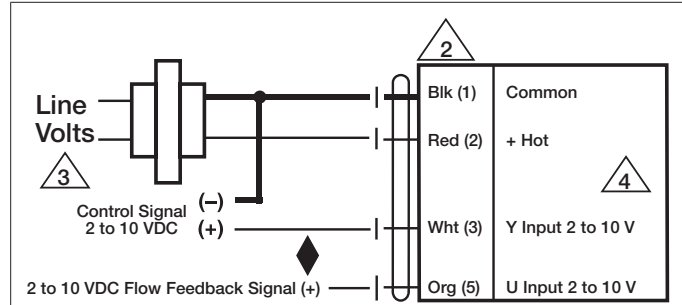 2
Blk (1) Common
Line
Volts
3
Red (2) + Hot
4
Control Signal (–)
2 to 10 VDC (+)
Wht (3) Y Input 2 to 10 V
2 to 10 VDC Flow Feedback Signal (+)
Org (5) U Input 2 to 10 V